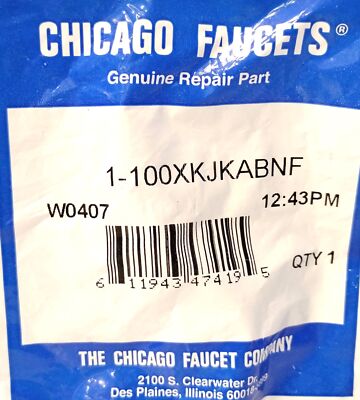 CHICAGO FAUCETS®
Genuine Repair Part
1-100XKJKABNF
W0407 12:43PM
6 11943 47419 5 QTY 1
THE CHICAGO FAUCET COMPANY
2100 S. Clearwater Dr.
Des Plaines, Illinois